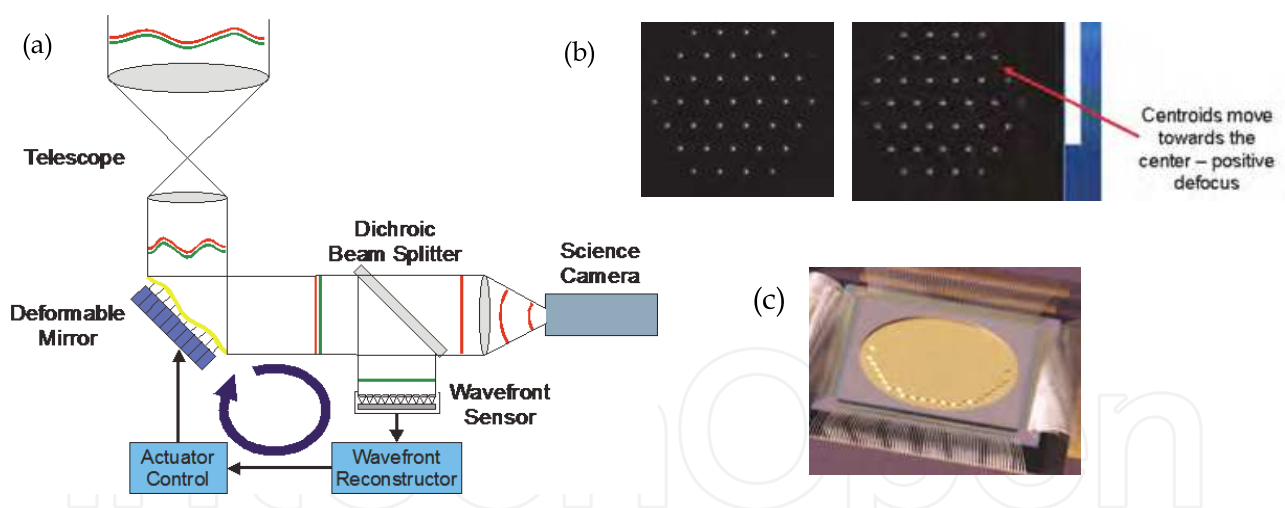 (a)
Telescope
Deformable
Mirror
Dichroic
Beam Splitter
Science
Camera
Wavefront
Sensor
Actuator
Control
Wavefront
Reconstructor
(b)
Centroids move
towards the
center – positive
defocus
(c)
IntechOpen